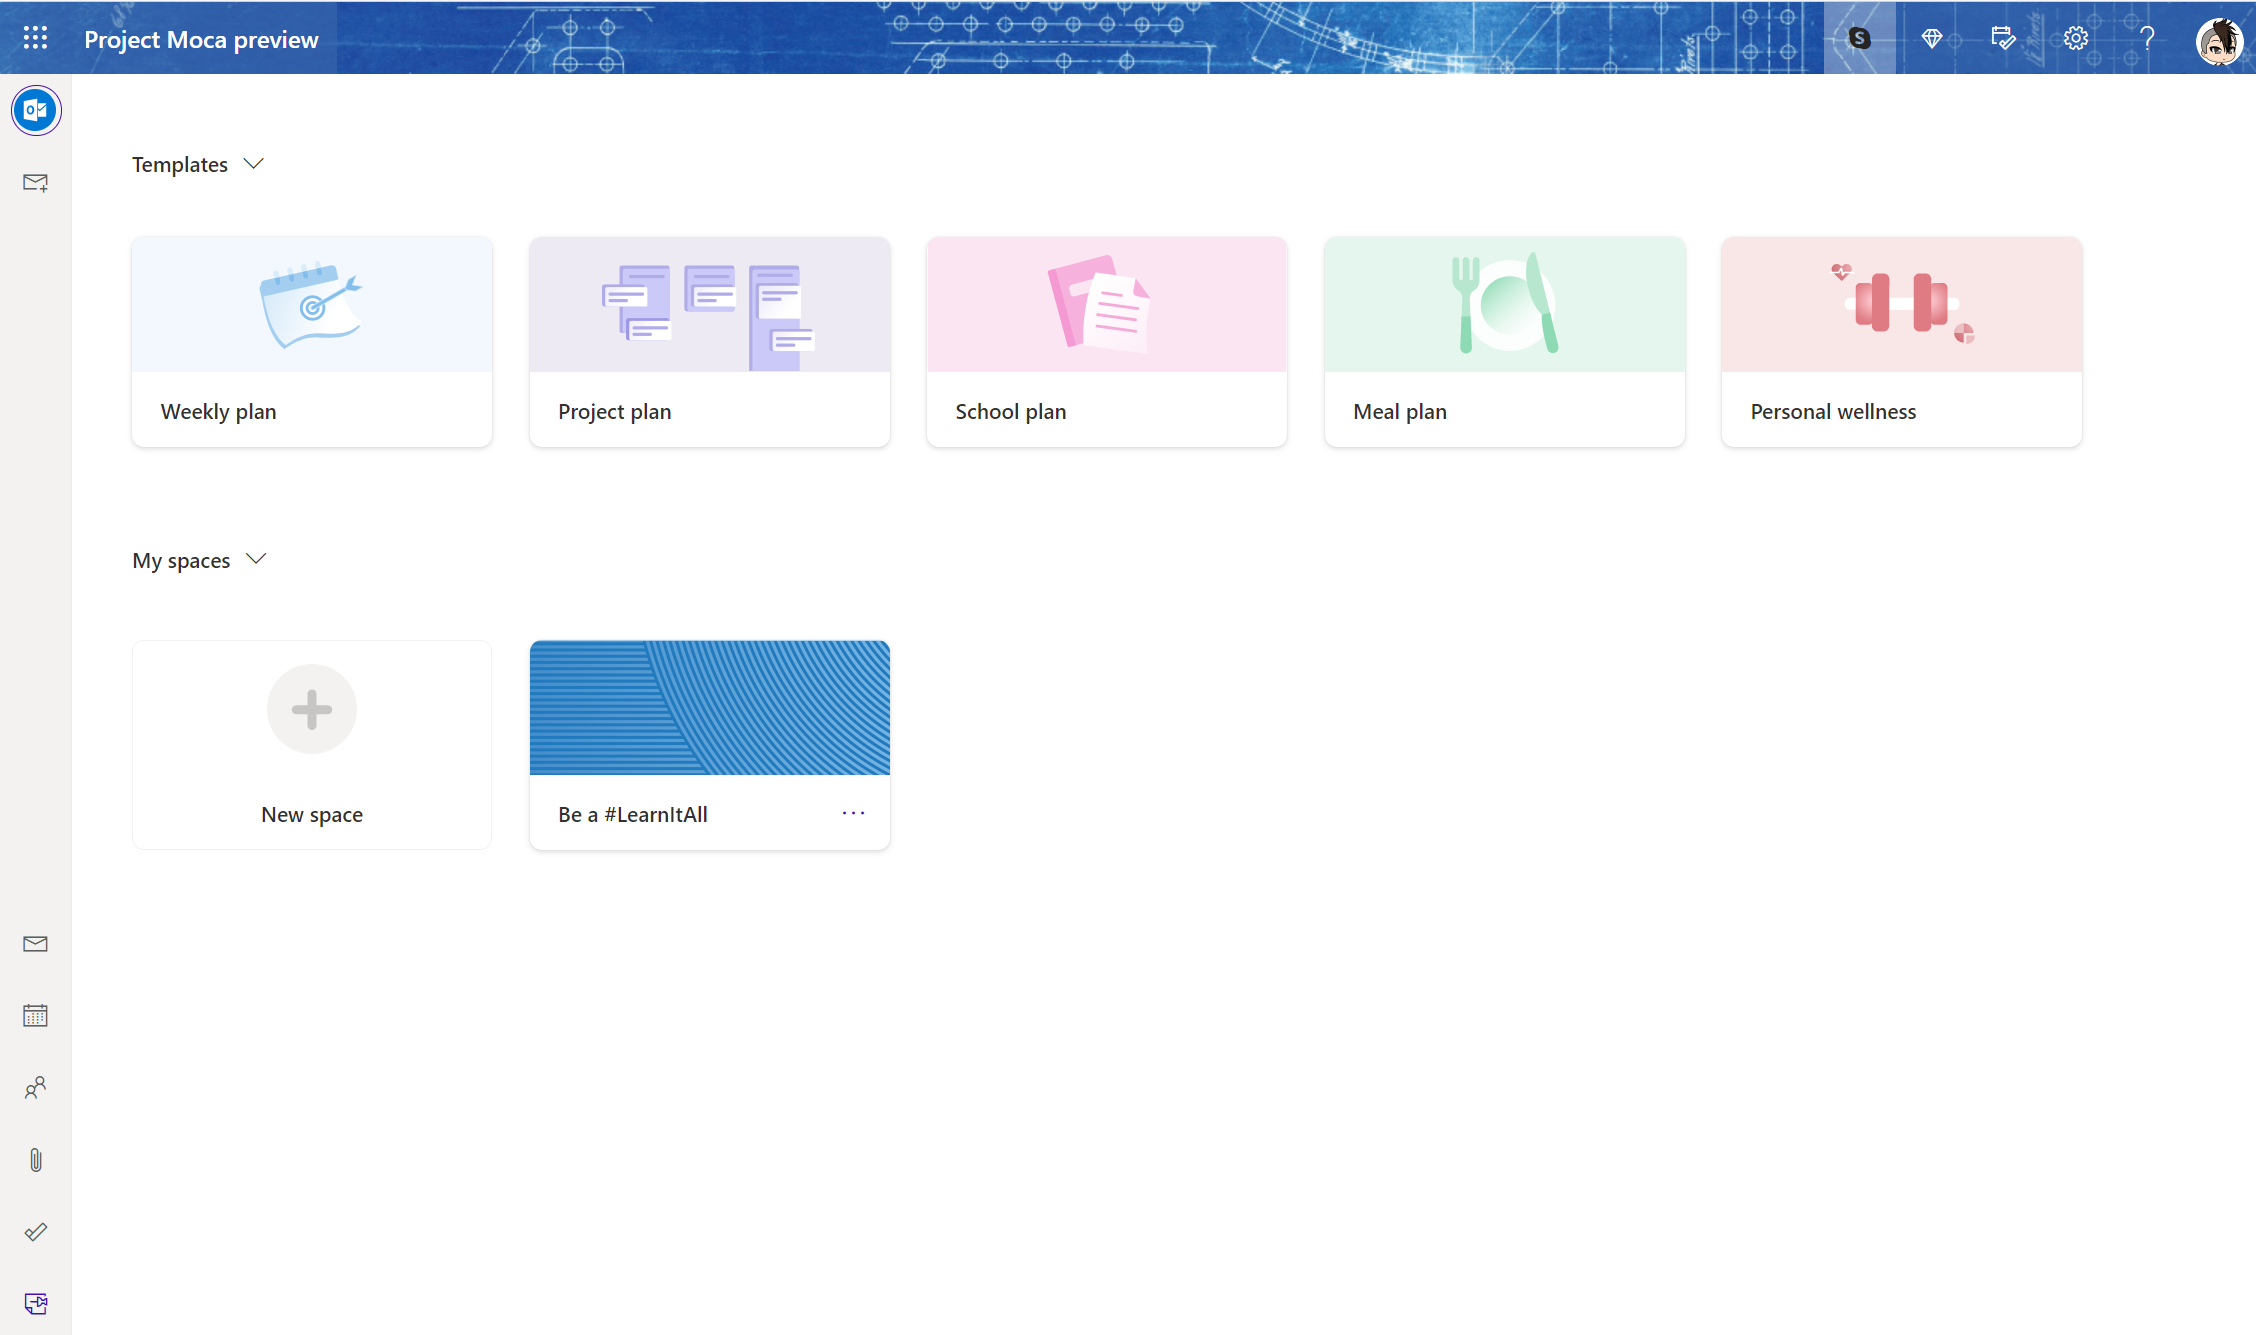 Project Moca preview
Templates
Weekly plan
Project plan
School plan
Meal plan
Personal wellness
My spaces
New space
Be a #LearnItAll